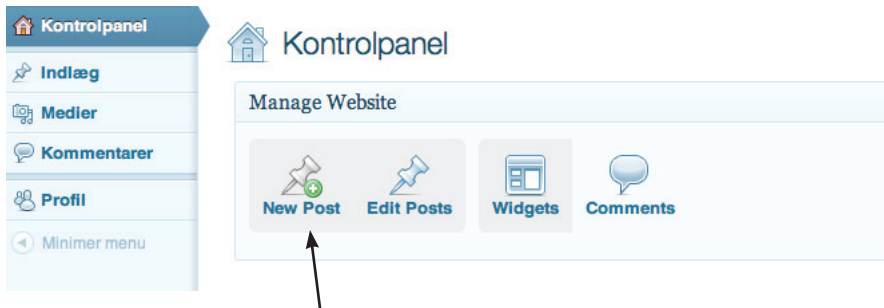 Kontrolpanel
Indlæg
Medier
Kommentarer
Profil
Minimer menu
Kontrolpanel
Manage Website
New Post Edit Posts Widgets Comments